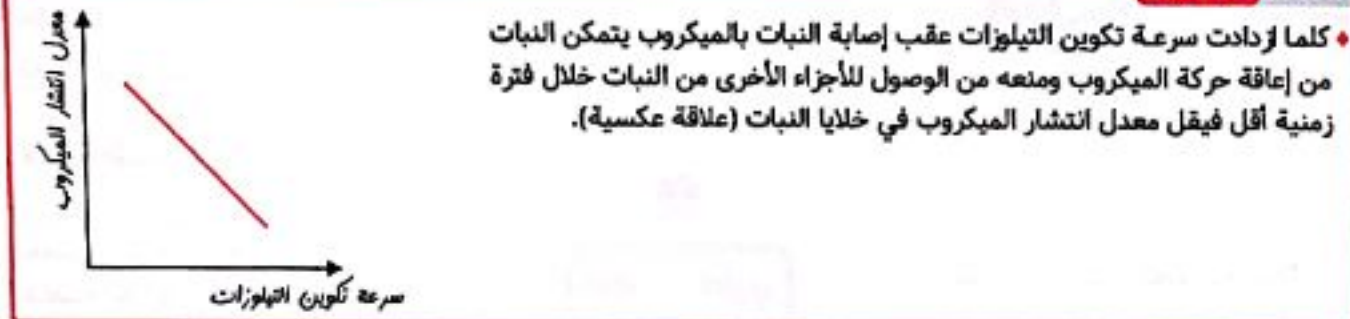 كلما ازدادت سرعة تكوين التيلوزات عقب إصابة النبات بالميكروب يتمكن النبات
من إعاقة حركة الميكروب ومنعه من الوصول للأجزاء الأخرى من النبات خلال فترة
زمنية أقل فيقل معدل انتشار الميكروب في خلايا النبات (علاقة عكسية).
معدل انتشار الميكروب
سرعة تكوين التيلوزات